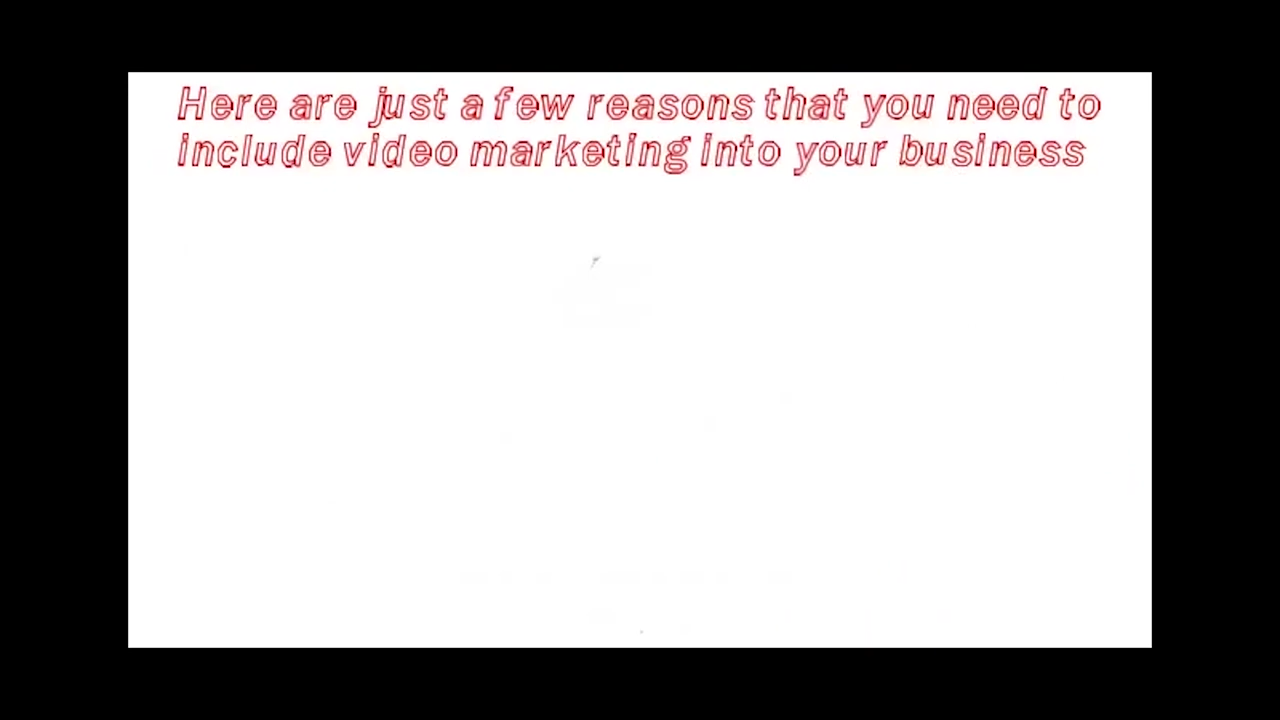 Here are just a few reasons that you need to
include video marketing into your business